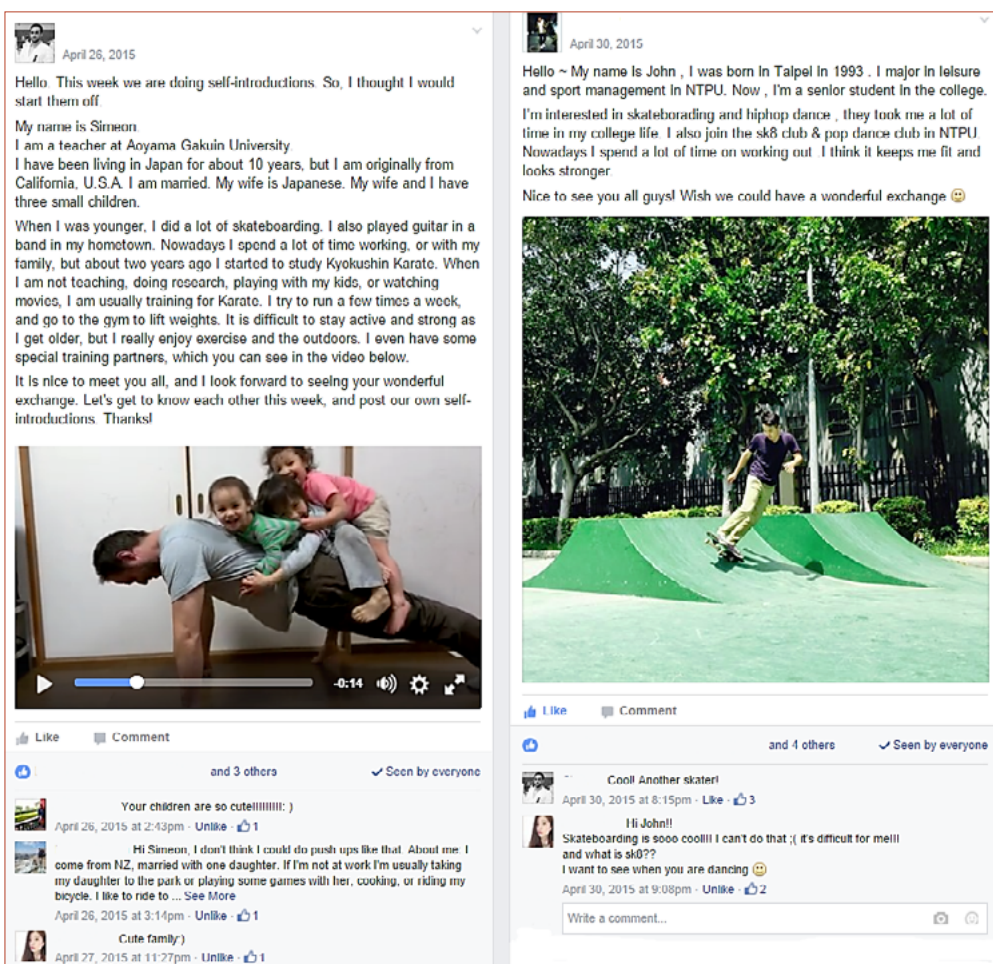 April 26, 2015
Hello. This week we are doing self-introductions. So, I thought I would
start them off.
My name is Simeon.
I am a teacher at Aoyama Gakuin University.
I have been living in Japan for about 10 years, but I am originally from
California, U.S.A. I am married. My wife is Japanese. My wife and I have
three small children.
When I was younger, I did a lot of skateboarding. I also played guitar in a
band in my hometown. Nowadays I spend a lot of time working, or with my
family, but about two years ago I started to study Kyokushin Karate. When
I am not teaching, doing research, playing with my kids, or watching
movies, I am usually training for Karate. I try to run a few times a week,
and go to the gym to lift weights. It is difficult to stay active and strong as
I get older, but I really enjoy exercise and the outdoors. I even have some
special training partners, which you can see in the video below.
It is nice to meet you all, and I look forward to seeing your wonderful
exchange. Let's get to know each other this week, and post our own self-
introductions. Thanks!
-0:14
Like Comment
and 3 others Seen by everyone
Your children are so cute!!!!!!!!!: )
April 26, 2015 at 2:43pm · Unlike · 1
Hi Simeon, I don't think I could do push ups like that. About me: I
come from NZ, married with one daughter. If I'm not at work I'm usually taking
my daughter to the park or playing some games with her, cooking, or riding my
bicycle. I like to ride to ... See More
April 26, 2015 at 3:14pm · Unlike · 1
Cute family:)
April 27, 2015 at 11:27pm · Unlike · 1
April 30, 2015
Hello ~ My name is John , I was born in Taipei in 1993 . I major in leisure
and sport management in NTPU. Now , I'm a senior student in the college.
I'm interested in skateborading and hiphop dance , they took me a lot of
time in my college life. I also join the sk8 club & pop dance club in NTPU.
Nowadays I spend a lot of time on working out .I think it keeps me fit and
looks stronger.
Nice to see you all guys! Wish we could have a wonderful exchange
Like Comment
and 4 others Seen by everyone
Cool! Another skater!
April 30, 2015 at 8:15pm · Like · 3
Hi John!!
Skateboarding is sooo cool!!! I can't do that ;( it's difficult for me!!!
and what is sk8??
I want to see when you are dancing
April 30, 2015 at 9:08pm · Unlike · 2
Write a comment...